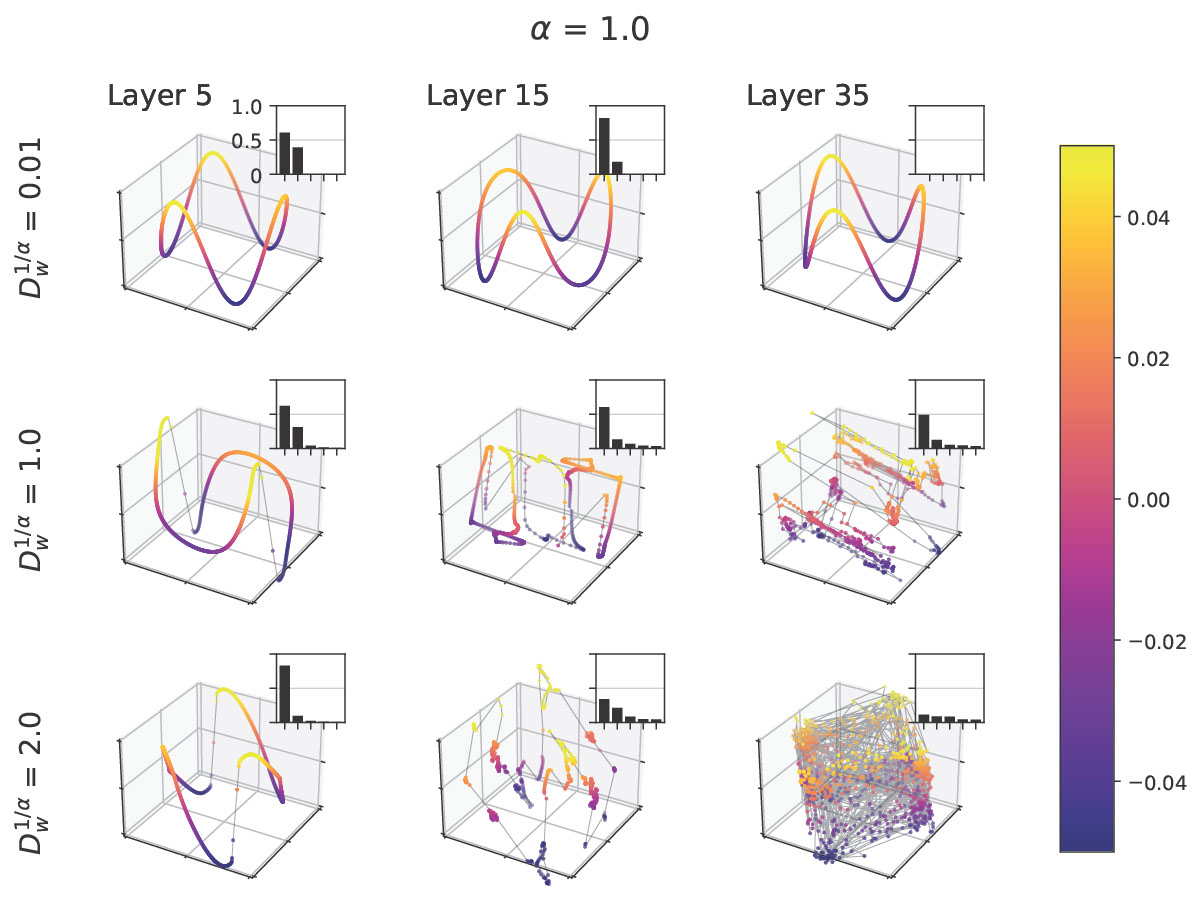 α = 1.0
Layer 5
Layer 15
Layer 35
1.0
0.5
0
D_w^{1/α} = 0.01
D_w^{1/α} = 1.0
D_w^{1/α} = 2.0
0.04
0.02
0.00
−0.02
−0.04